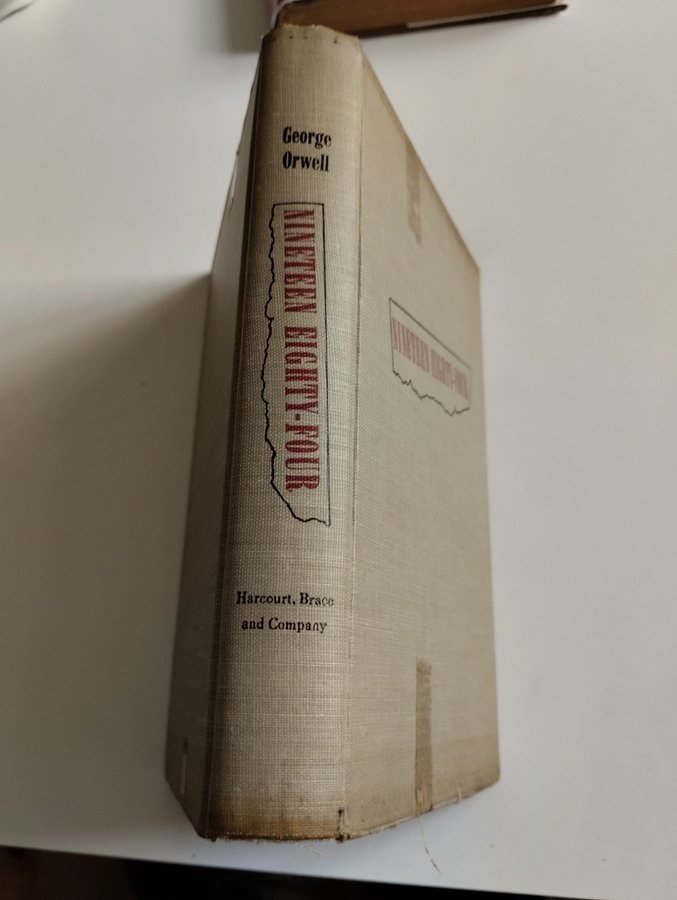 George
Orwell
NINETEEN EIGHTY-FOUR
Harcourt, Brace
and Company
NINETEEN EIGHTY-FOUR